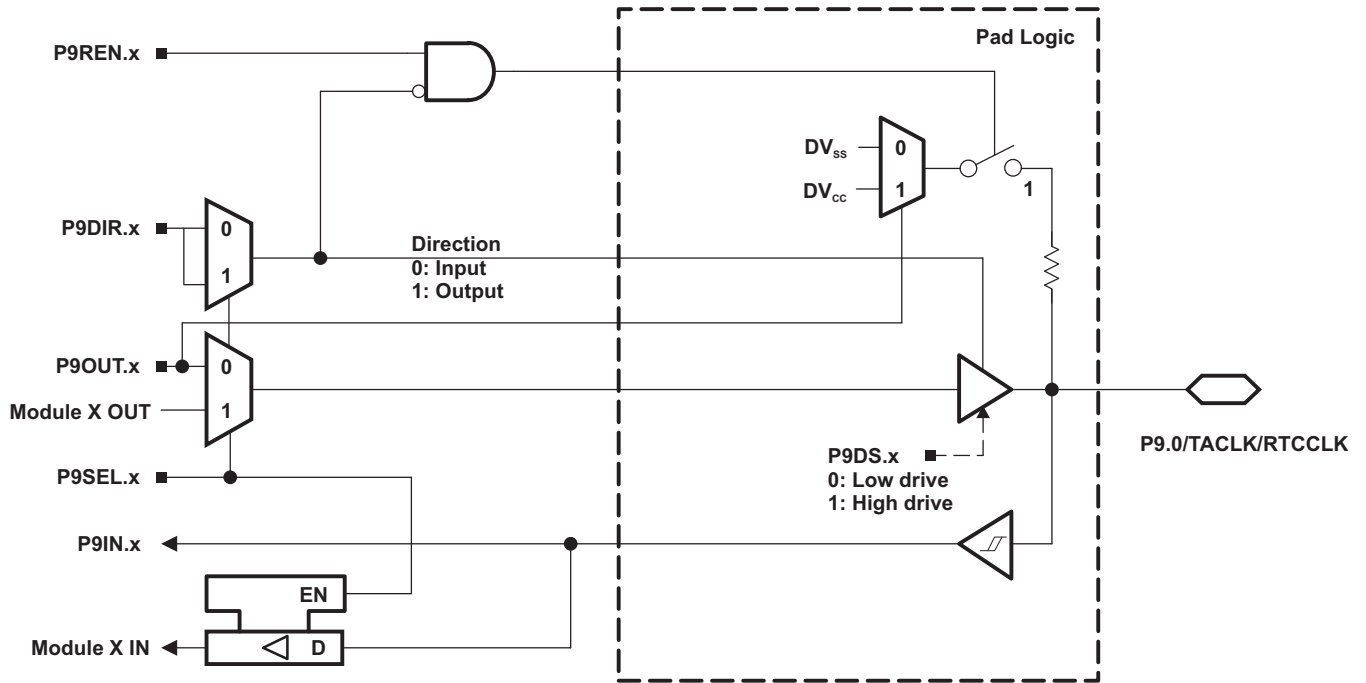 P9REN.x
Pad Logic
DVss
0
DVcc
1
1
P9DIR.x
0
1
Direction
0: Input
1: Output
P9OUT.x
0
Module X OUT
1
P9DS.x
0: Low drive
1: High drive
P9.0/TACLK/RTCCLK
P9SEL.x
P9IN.x
EN
Module X IN
D